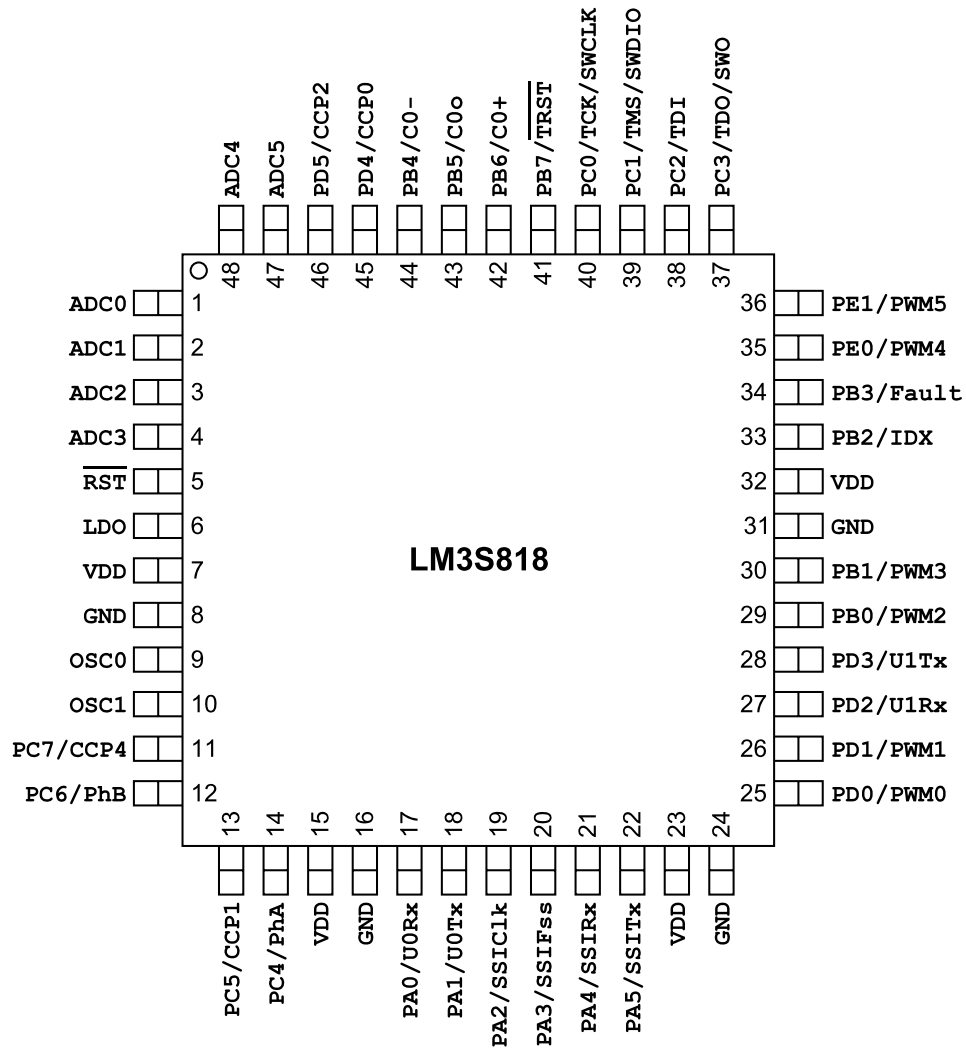 ADC4
ADC5
PD5/CCP2
PD4/CCP0
PB4/C0-
PB5/C0o
PB6/C0+
PB7/TRST
PC0/TCK/SWCLK
PC1/TMS/SWDIO
PC2/TDI
PC3/TDO/SWO
48
47
46
45
44
43
42
41
40
39
38
37
ADC0 1
ADC1 2
ADC2 3
ADC3 4
RST 5
LDO 6
VDD 7
GND 8
OSC0 9
OSC1 10
PC7/CCP4 11
PC6/PhB 12
LM3S818
36 PE1/PWM5
35 PE0/PWM4
34 PB3/Fault
33 PB2/IDX
32 VDD
31 GND
30 PB1/PWM3
29 PB0/PWM2
28 PD3/U1Tx
27 PD2/U1Rx
26 PD1/PWM1
25 PD0/PWM0
13
14
15
16
17
18
19
20
21
22
23
24
PC5/CCP1
PC4/PhA
VDD
GND
PA0/U0Rx
PA1/U0Tx
PA2/SSIClk
PA3/SSIFss
PA4/SSIRx
PA5/SSITx
VDD
GND